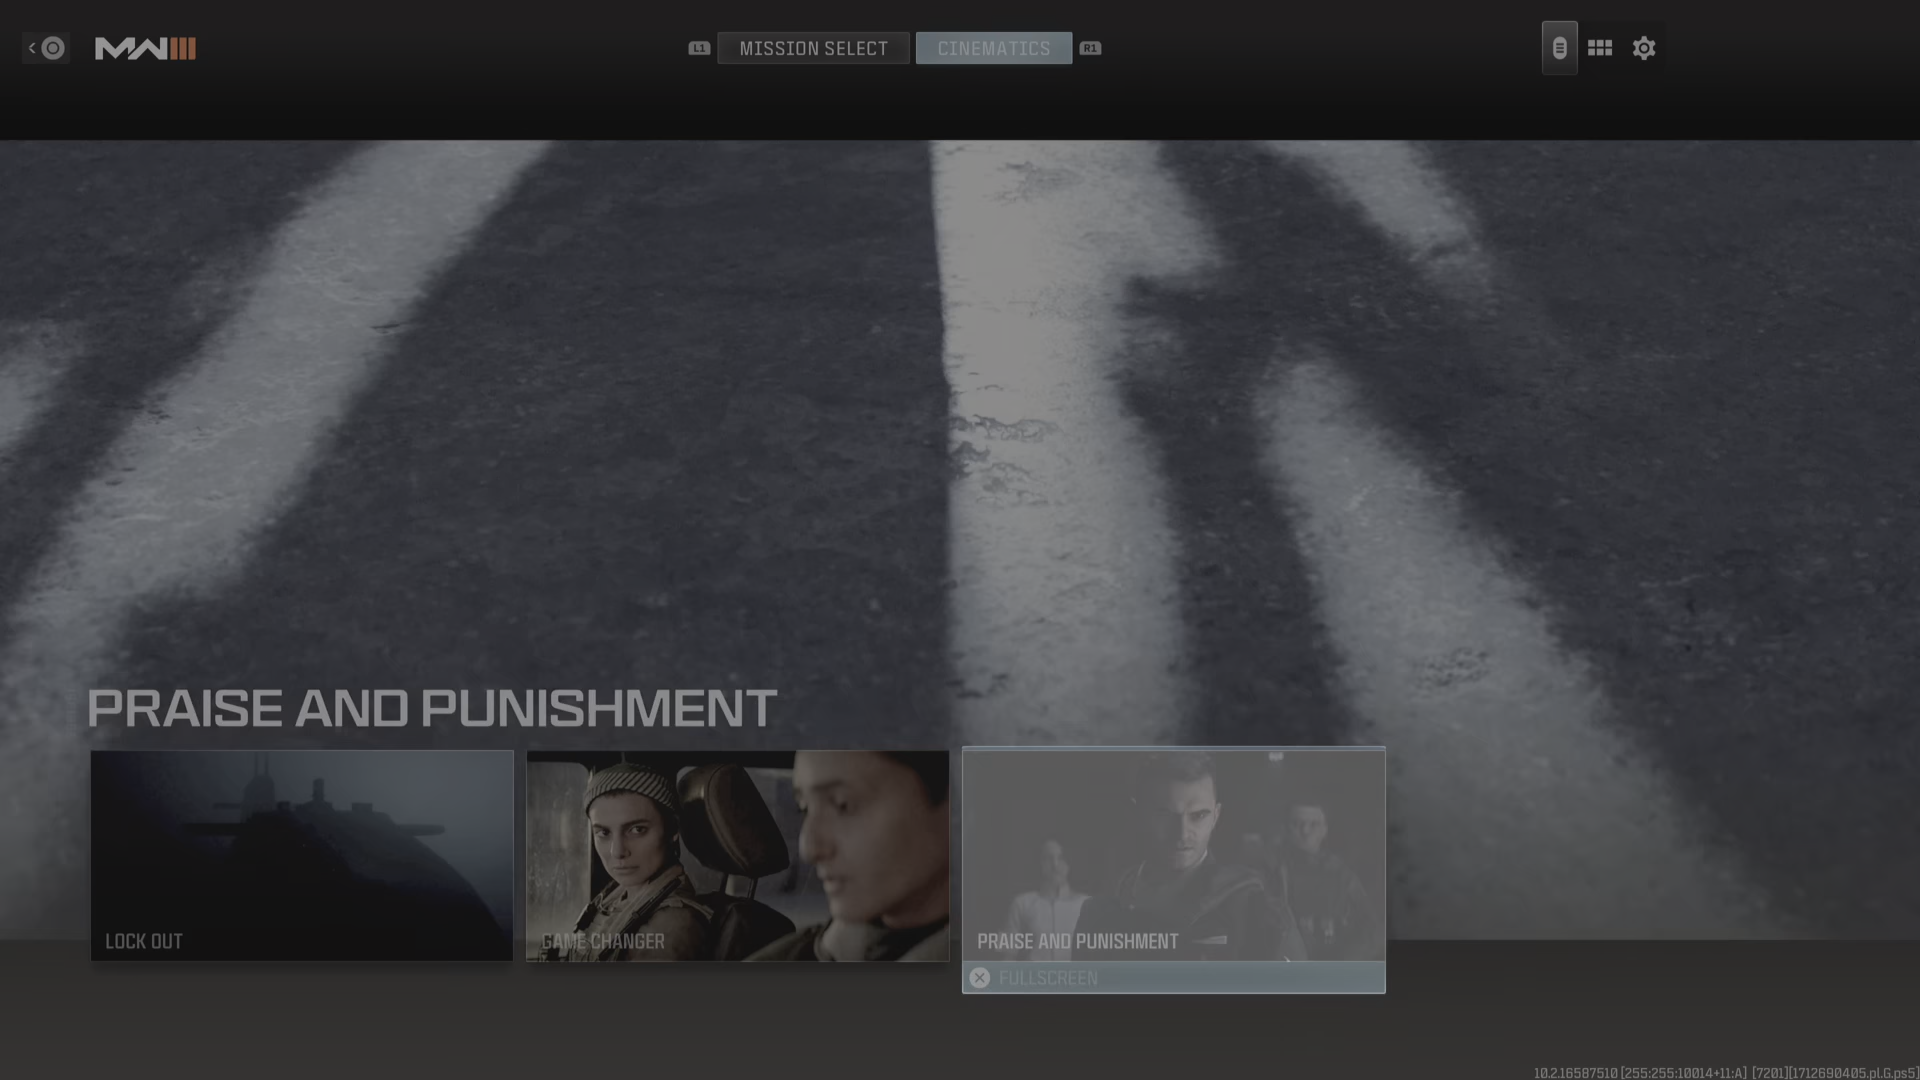 MWIII
L1 MISSION SELECT CINEMATICS R1
PRAISE AND PUNISHMENT
LOCK OUT
GAME CHANGER
PRAISE AND PUNISHMENT
FULLSCREEN
10.2.16587510 [255:255:10014+11:A] [7201][1712690405.pl.G.ps5]